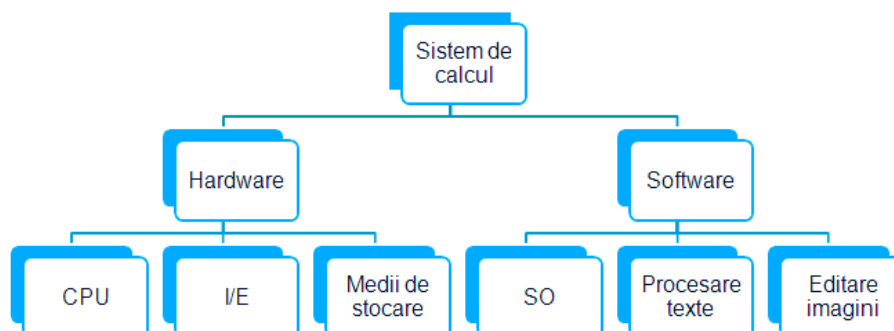 Sistem de
calcul
Hardware
Software
CPU
I/E
Medii de
stocare
SO
Procesare
texte
Editare
imagini